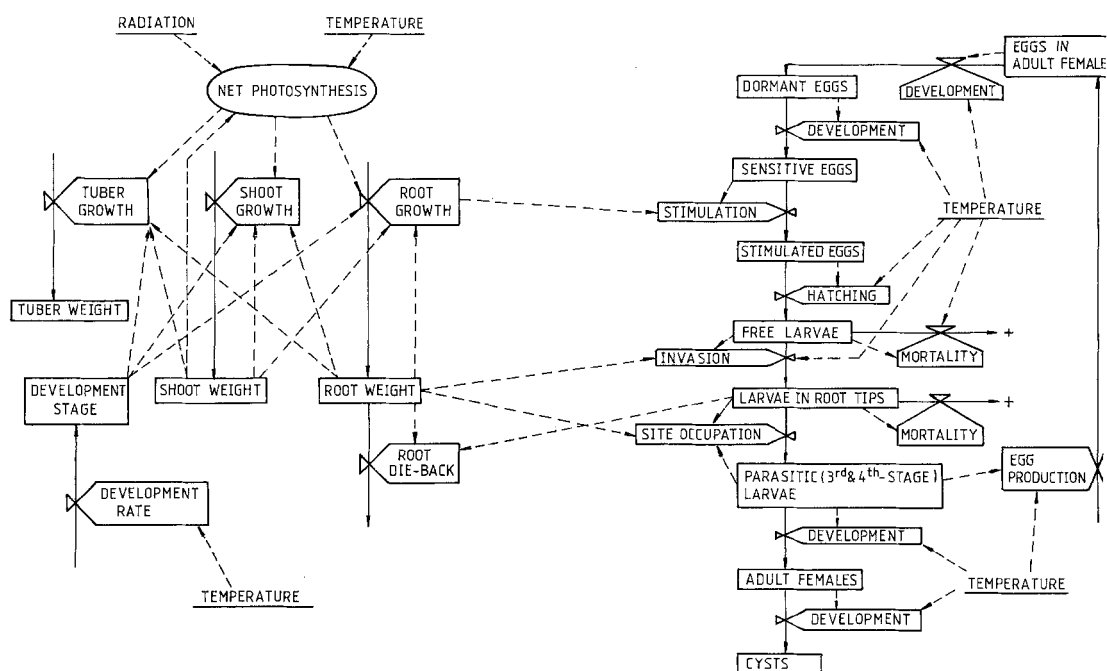 RADIATION
TEMPERATURE
NET PHOTOSYNTHESIS
TUBER
GROWTH
SHOOT
GROWTH
ROOT
GROWTH
TUBER WEIGHT
DEVELOPMENT
STAGE
SHOOT WEIGHT
ROOT WEIGHT
ROOT
DIE-BACK
DEVELOPMENT
RATE
TEMPERATURE
EGGS IN
ADULT FEMALE
DEVELOPMENT
DORMANT EGGS
DEVELOPMENT
SENSITIVE EGGS
STIMULATION
TEMPERATURE
STIMULATED EGGS
HATCHING
FREE LARVAE
+
INVASION
MORTALITY
LARVAE IN ROOT TIPS
+
SITE OCCUPATION
MORTALITY
PARASITIC (3rd & 4th-STAGE)
LARVAE
EGG
PRODUCTION
DEVELOPMENT
ADULT FEMALES
TEMPERATURE
DEVELOPMENT
CYSTS